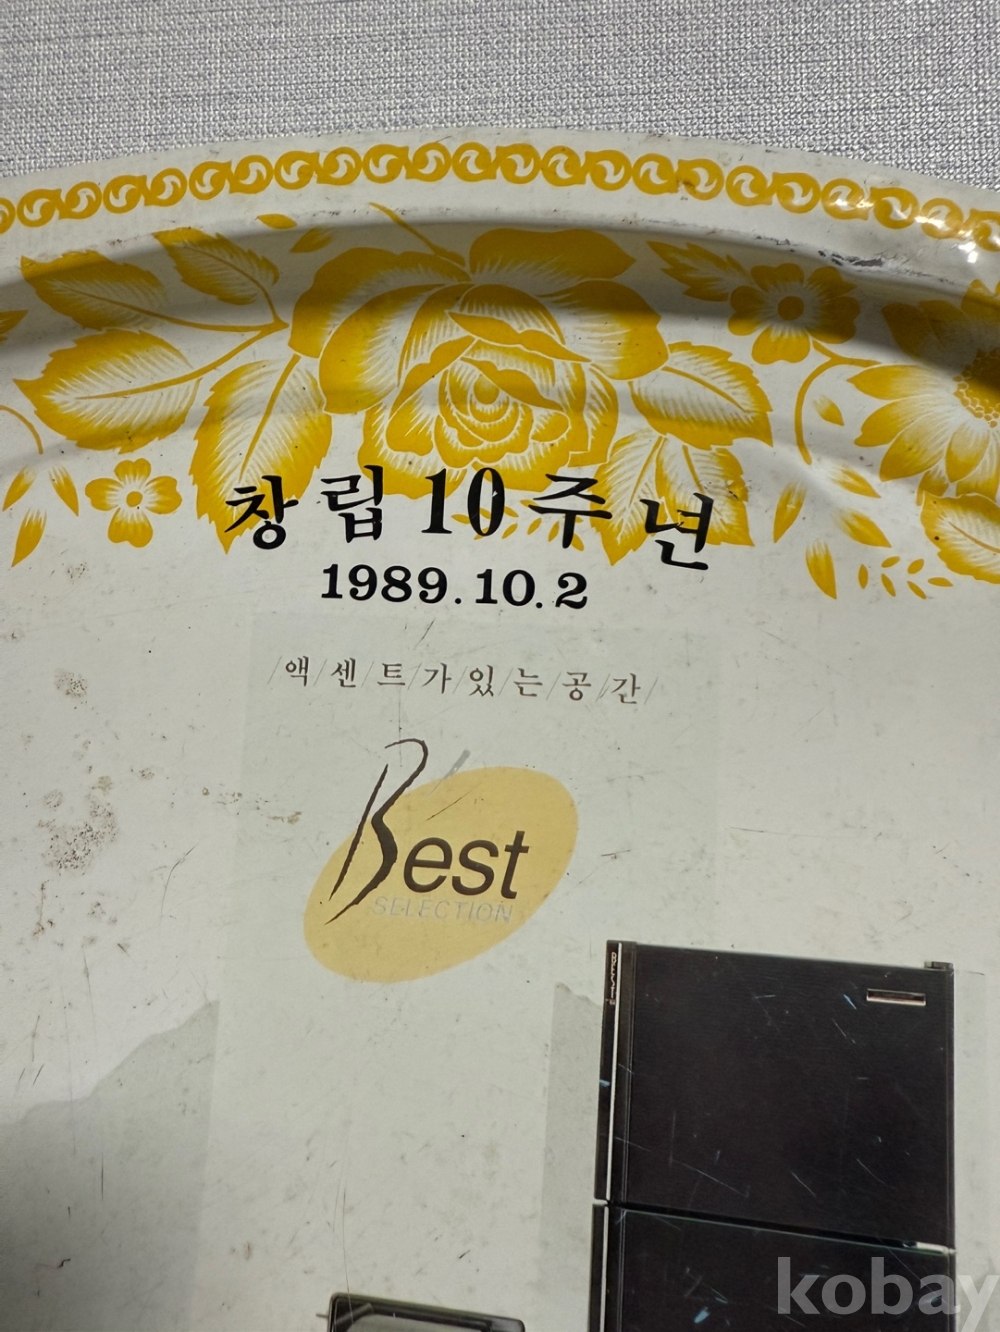 창립 10주년
1989.10.2
/액/센/트/가/있/는/공/간/
Best
SELECTION
BEST
kobay